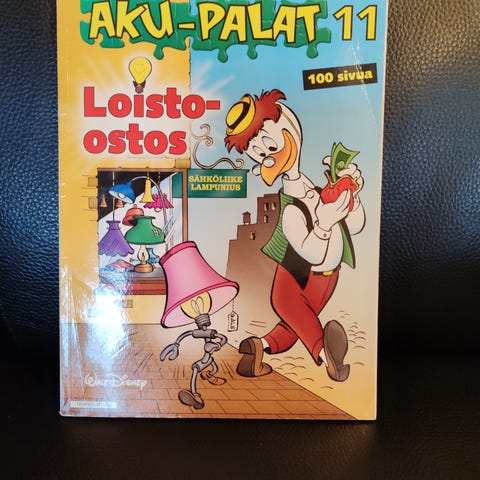 AKU-PALAT 11
100 sivua
Loisto-
ostos
SÄHKÖLIIKE
LAMPUNIUS
WALT DISNEY